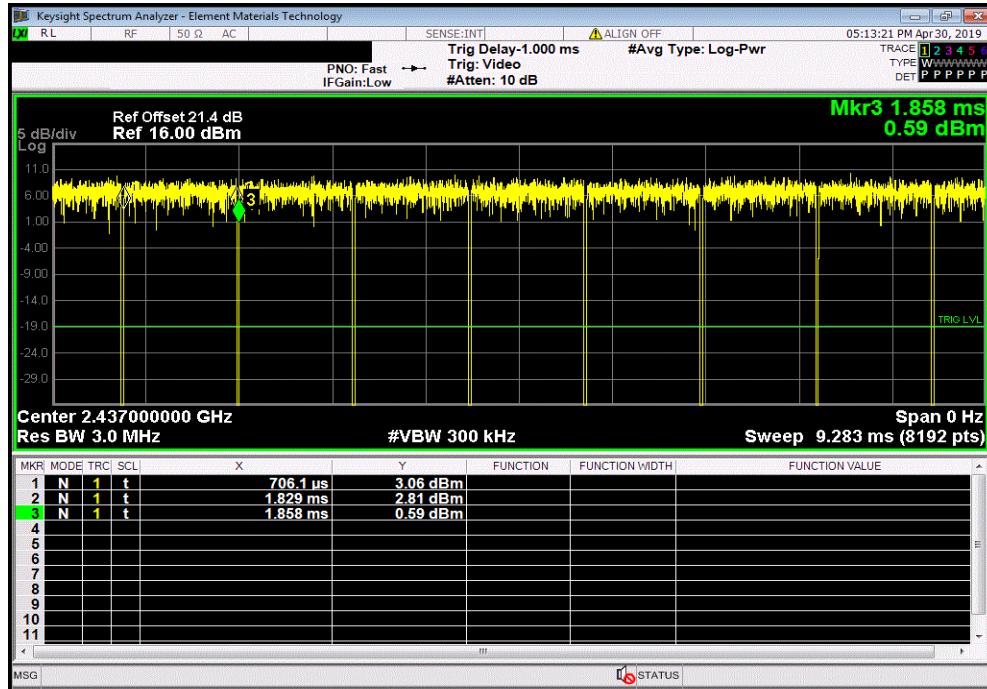 Keysight Spectrum Analyzer - Element Materials Technology
LXI RL RF 50 Ω AC SENSE:INT ALIGN OFF 05:13:21 PM Apr 30, 2019
Trig Delay-1.000 ms #Avg Type: Log-Pwr TRACE 1 2 3 4 5 6
PNO: Fast Trig: Video TYPE WWWWWW
IFGain:Low #Atten: 10 dB DET P P P P P P
Mkr3 1.858 ms
0.59 dBm
Ref Offset 21.4 dB
5 dB/div Ref 16.00 dBm
Log
11.0
6.00
3
1.00
-4.00
-9.00
-14.0
-19.0
TRIG LVL
-24.0
-29.0
Center 2.437000000 GHz Span 0 Hz
Res BW 3.0 MHz #VBW 300 kHz Sweep 9.283 ms (8192 pts)
MKR MODE TRC SCL X Y FUNCTION FUNCTION WIDTH FUNCTION VALUE
1 N 1 t 706.1 µs 3.06 dBm
2 N 1 t 1.829 ms 2.81 dBm
3 N 1 t 1.858 ms 0.59 dBm
4
5
6
7
8
9
10
11
MSG STATUS